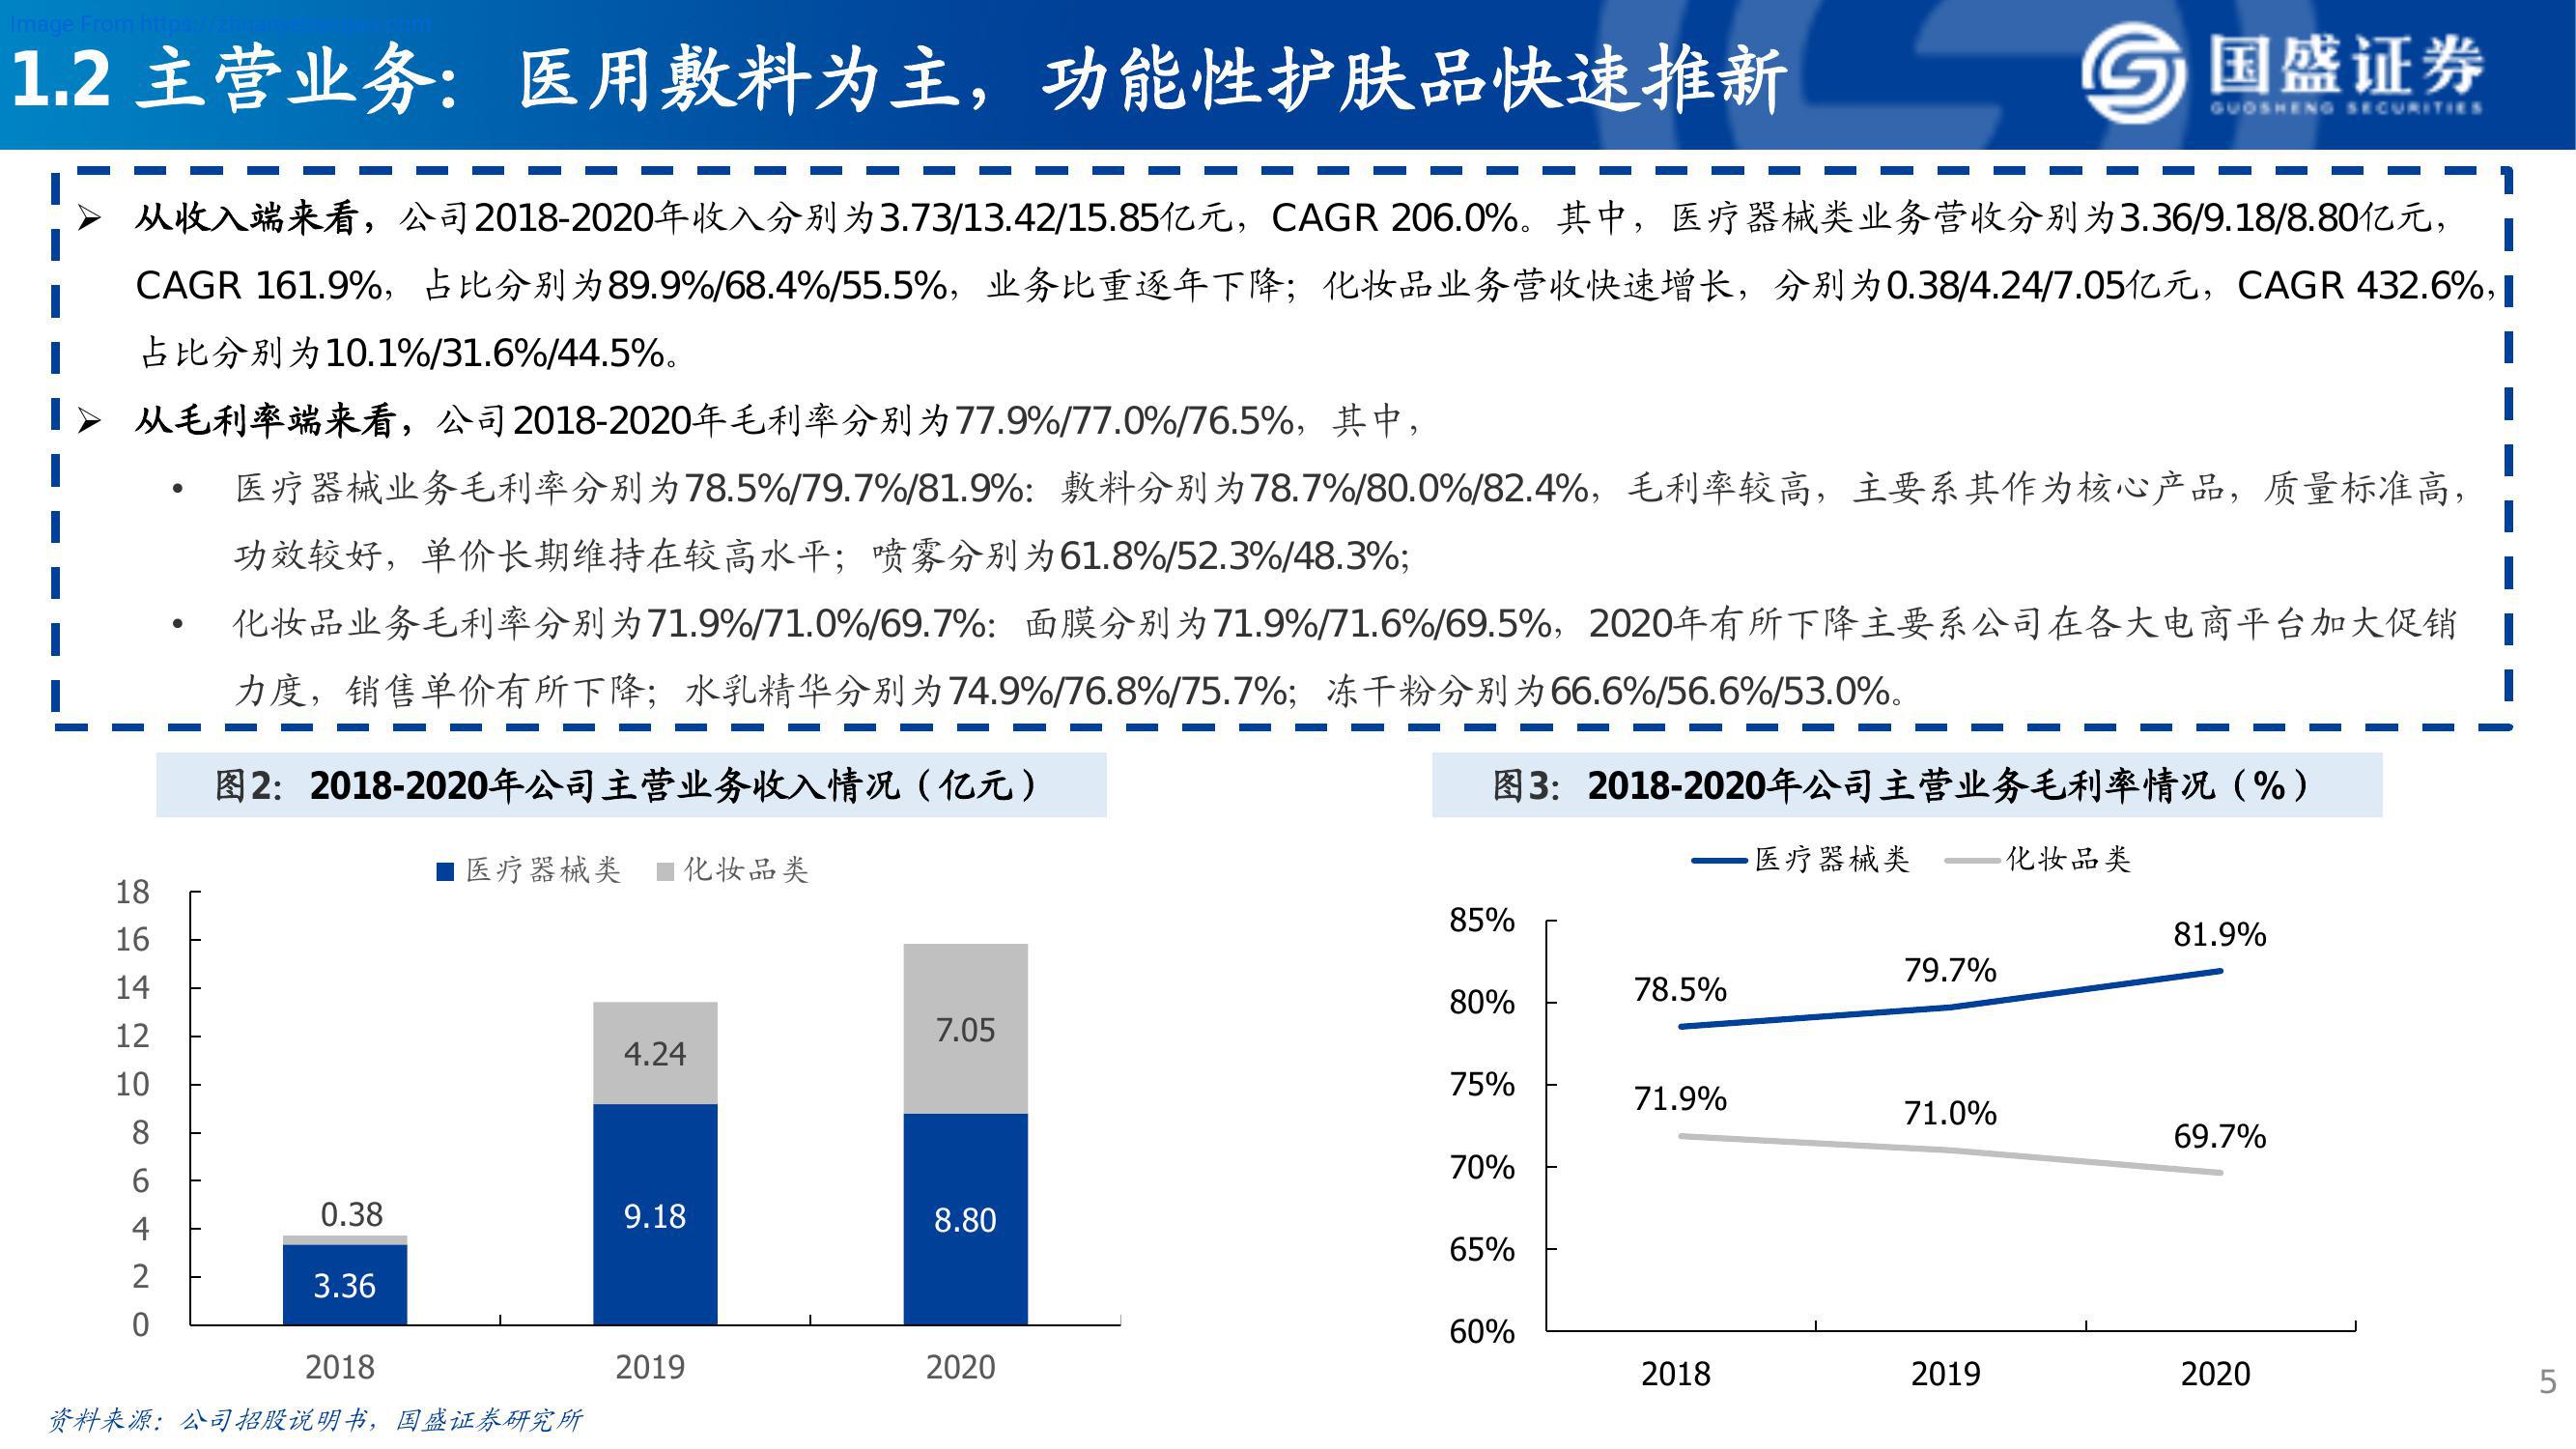 1.2 主营业务：医用敷料为主，功能性护肤品快速推新
国盛证券
GUOSHENG SECURITIES
➢ 从收入端来看，公司2018-2020年收入分别为3.73/13.42/15.85亿元，CAGR 206.0%。其中，医疗器械类业务营收分别为3.36/9.18/8.80亿元，
CAGR 161.9%，占比分别为89.9%/68.4%/55.5%，业务比重逐年下降；化妆品业务营收快速增长，分别为0.38/4.24/7.05亿元，CAGR 432.6%，
占比分别为10.1%/31.6%/44.5%。
➢ 从毛利率端来看，公司2018-2020年毛利率分别为77.9%/77.0%/76.5%，其中，
• 医疗器械业务毛利率分别为78.5%/79.7%/81.9%：敷料分别为78.7%/80.0%/82.4%，毛利率较高，主要系其作为核心产品，质量标准高，
功效较好，单价长期维持在较高水平；喷雾分别为61.8%/52.3%/48.3%；
• 化妆品业务毛利率分别为71.9%/71.0%/69.7%：面膜分别为71.9%/71.6%/69.5%，2020年有所下降主要系公司在各大电商平台加大促销
力度，销售单价有所下降；水乳精华分别为74.9%/76.8%/75.7%；冻干粉分别为66.6%/56.6%/53.0%。
图2：2018-2020年公司主营业务收入情况（亿元）
医疗器械类 化妆品类
18
16
14
12
10
8
6
4
2
0
0.38
3.36
4.24
9.18
7.05
8.80
2018 2019 2020
图3：2018-2020年公司主营业务毛利率情况（%）
医疗器械类 化妆品类
85%
80%
75%
70%
65%
60%
78.5% 79.7% 81.9%
71.9% 71.0% 69.7%
2018 2019 2020
资料来源：公司招股说明书，国盛证券研究所
5